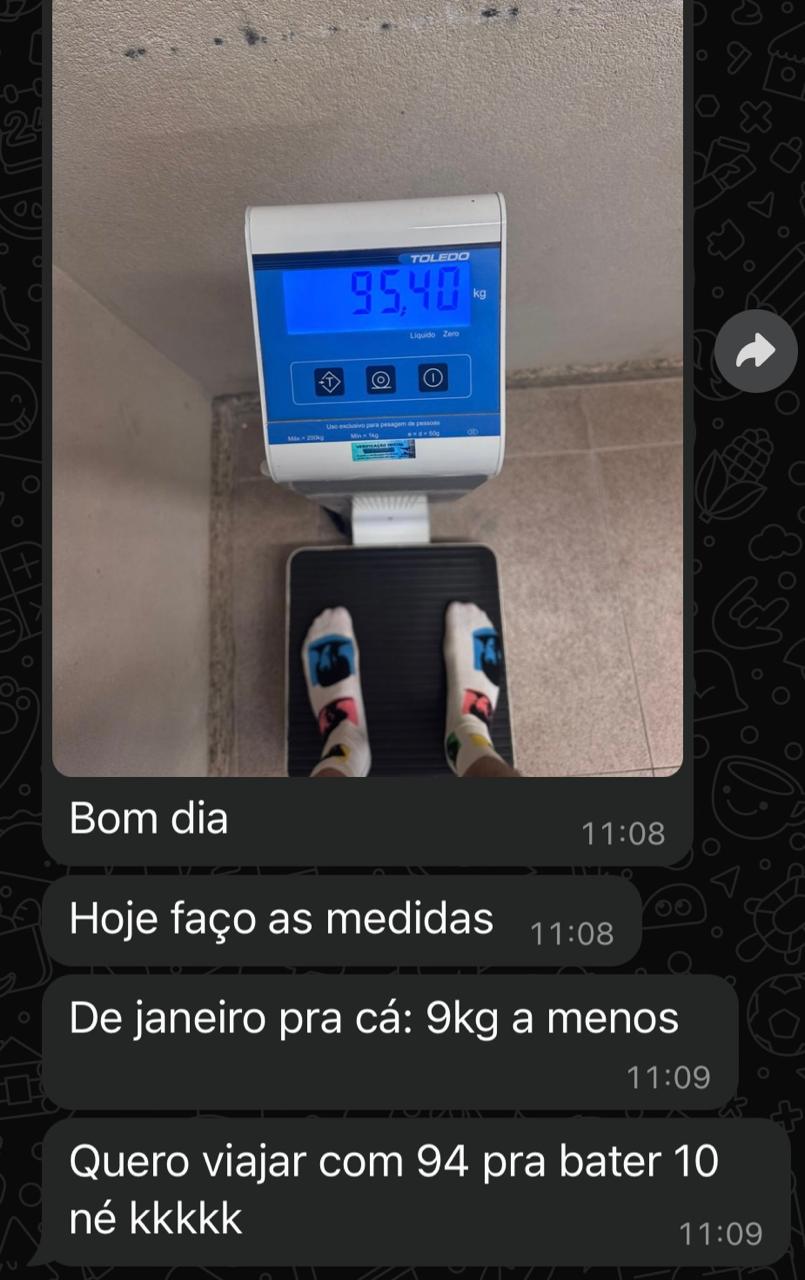 TOLEDO
95,40 kg
Líquido Zero
Uso exclusivo para pesagem de pessoas
Máx = 200kg Mín = 1kg e = d = 50g
VERIFICAÇÃO INICIAL
Bom dia
11:08
Hoje faço as medidas 11:08
De janeiro pra cá: 9kg a menos
11:09
Quero viajar com 94 pra bater 10
né kkkkk
11:09